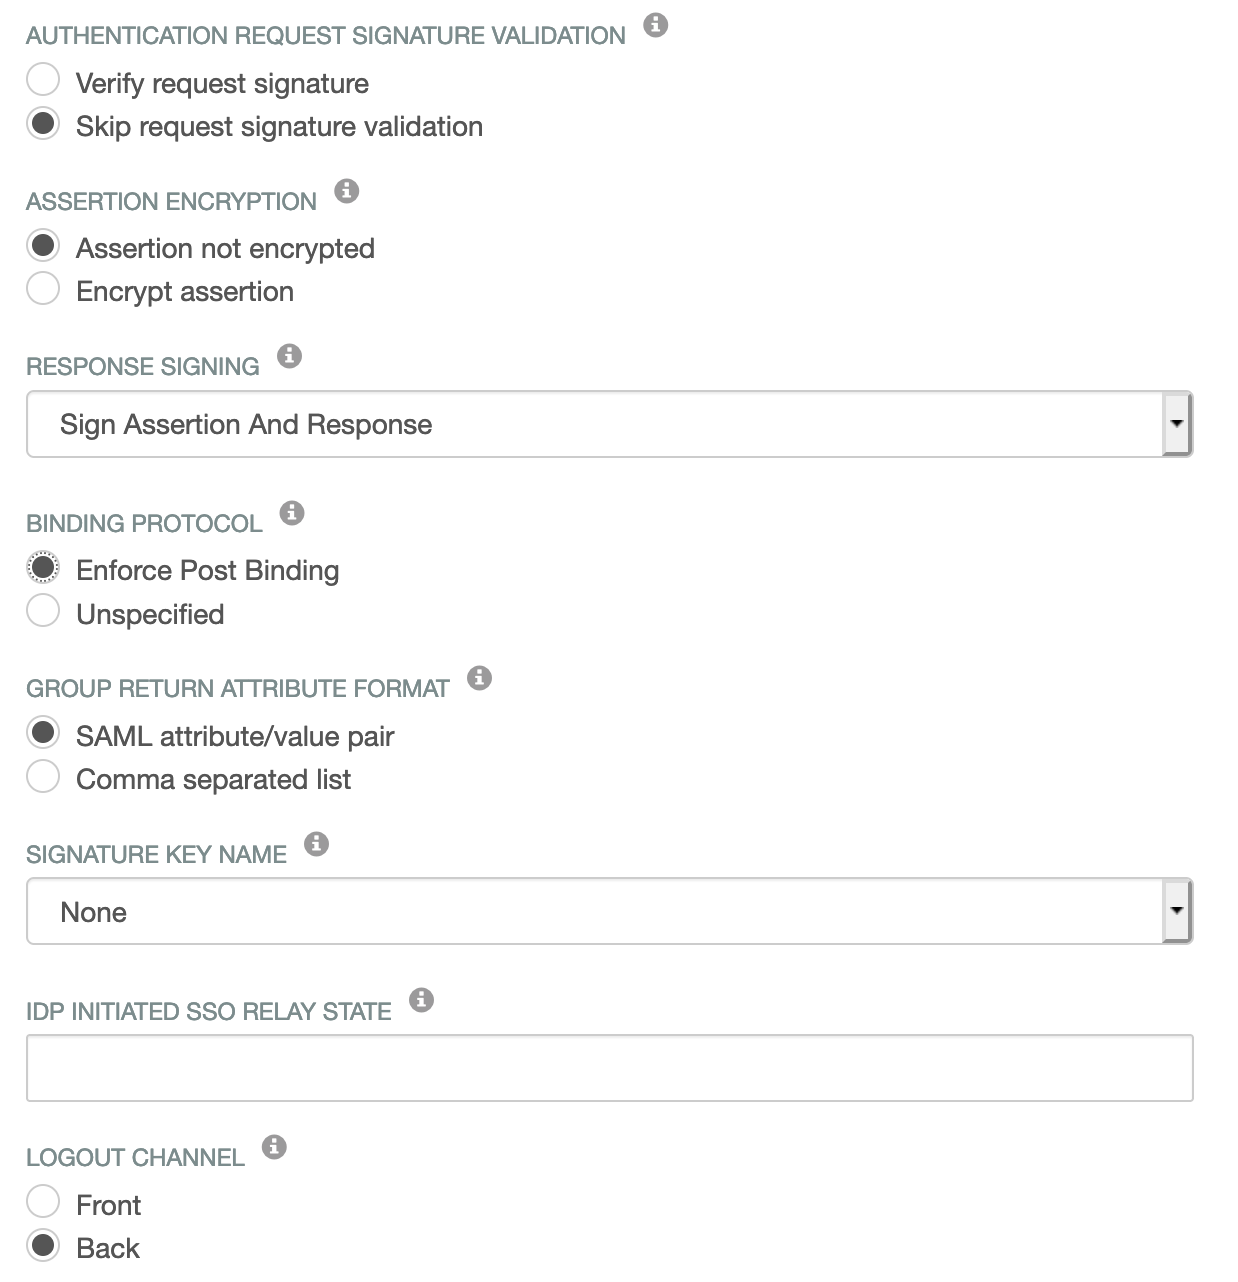 AUTHENTICATION REQUEST SIGNATURE VALIDATION
Verify request signature
Skip request signature validation
ASSERTION ENCRYPTION
Assertion not encrypted
Encrypt assertion
RESPONSE SIGNING
Sign Assertion And Response
BINDING PROTOCOL
Enforce Post Binding
Unspecified
GROUP RETURN ATTRIBUTE FORMAT
SAML attribute/value pair
Comma separated list
SIGNATURE KEY NAME
None
IDP INITIATED SSO RELAY STATE
LOGOUT CHANNEL
Front
Back